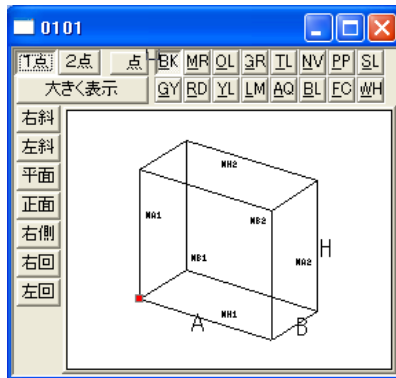 0101
1点 2点 点 BK MR OL GR TL NV PP SL
大きく表示 GY RD YL LM AQ BL FC WH
右斜
左斜
平面
正面
右側
右回
左回
MH2
MA1
MB2
MB1
MA2
H
MH1
A
B